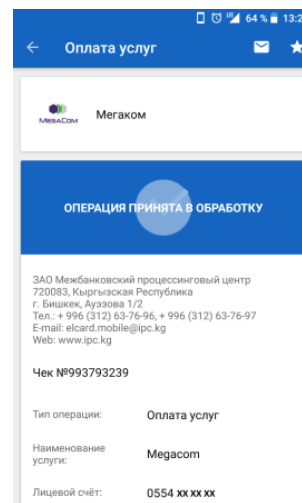 64 % 13:2
Оплата услуг
MEGACOM Мегаком
ОПЕРАЦИЯ ПРИНЯТА В ОБРАБОТКУ
ЗАО Межбанковский процессинговый центр
720083, Кыргызская Республика
г. Бишкек, Ауэзова 1/2
Тел.: + 996 (312) 63-76-96, + 996 (312) 63-76-97
E-mail: elcard.mobile@ipc.kg
Web: www.ipc.kg
Чек №993793239
Тип операции: Оплата услуг
Наименование
услуги: Megacom
Лицевой счёт: 0554 xx xx xx